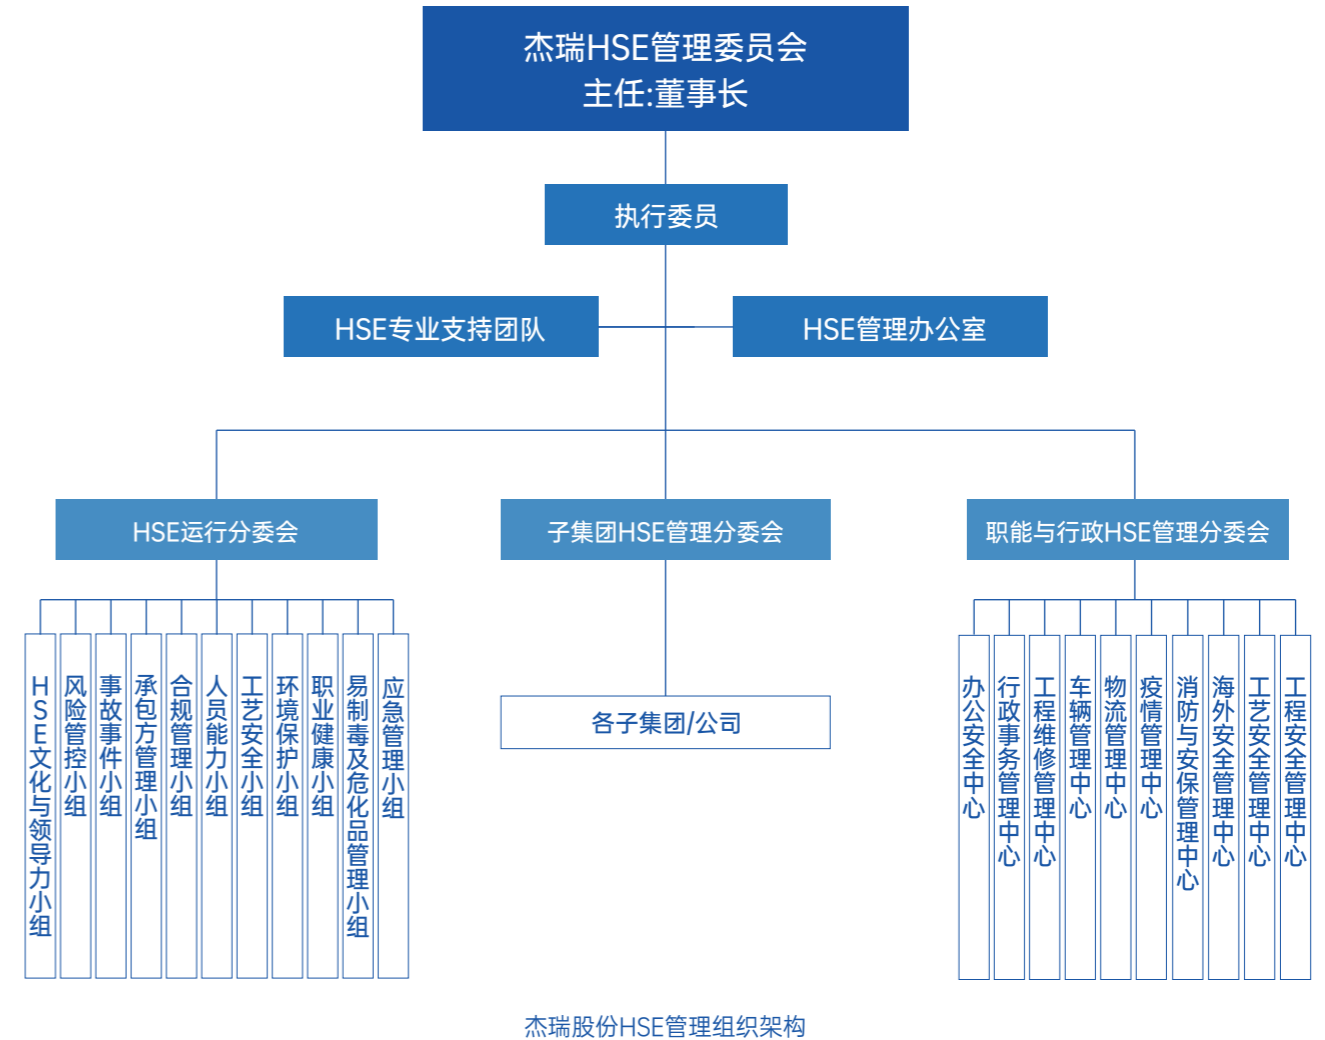 杰瑞HSE管理委员会
主任:董事长
执行委员
HSE专业支持团队
HSE管理办公室
HSE运行分委会
子集团HSE管理分委会
职能与行政HSE管理分委会
HSE文化与领导力小组
风险管控小组
事故事件小组
承包方管理小组
合规管理小组
人员能力小组
工艺安全小组
环境保护小组
职业健康小组
易制毒及危化品管理小组
应急管理小组
各子集团/公司
办公安全中心
行政事务管理中心
工程维修管理中心
车辆管理中心
物流管理中心
疫情管理中心
消防与安保管理中心
海外安全管理中心
工艺安全管理中心
工程安全管理中心
杰瑞股份HSE管理组织架构